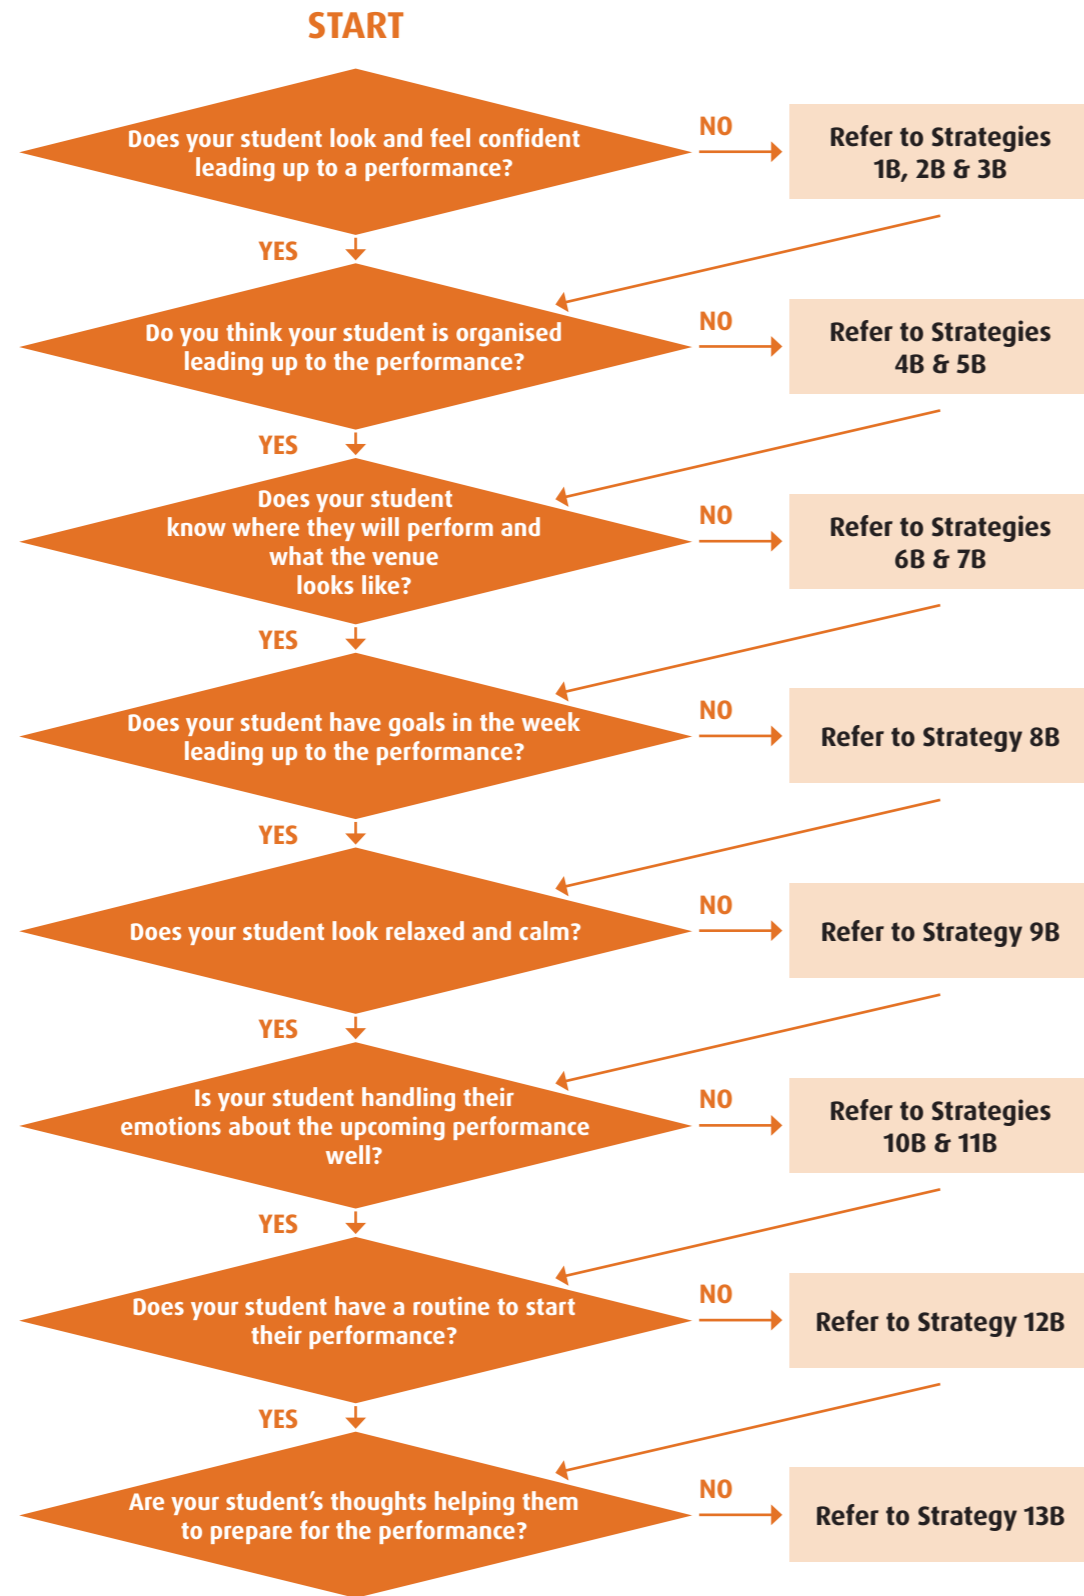 START
Does your student look and feel confident
leading up to a performance?
NO
Refer to Strategies
1B, 2B & 3B
YES
Do you think your student is organised
leading up to the performance?
NO
Refer to Strategies
4B & 5B
YES
Does your student
know where they will perform and
what the venue
looks like?
NO
Refer to Strategies
6B & 7B
YES
Does your student have goals in the week
leading up to the performance?
NO
Refer to Strategy 8B
YES
Does your student look relaxed and calm?
NO
Refer to Strategy 9B
YES
Is your student handling their
emotions about the upcoming performance
well?
NO
Refer to Strategies
10B & 11B
YES
Does your student have a routine to start
their performance?
NO
Refer to Strategy 12B
YES
Are your student’s thoughts helping them
to prepare for the performance?
NO
Refer to Strategy 13B